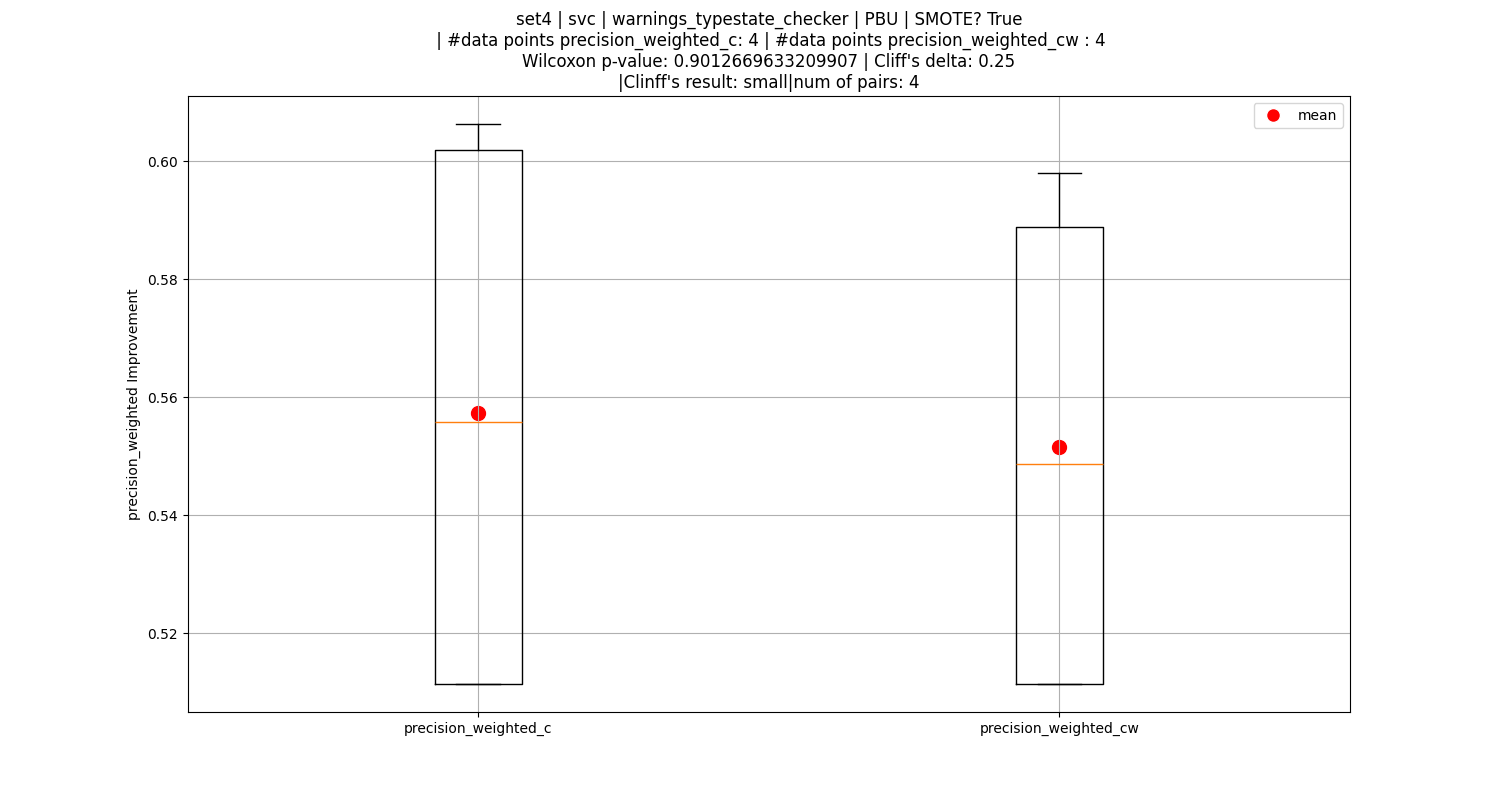 set4 | svc | warnings_typestate_checker | PBU | SMOTE? True
| #data points precision_weighted_c: 4 | #data points precision_weighted_cw : 4
Wilcoxon p-value: 0.9012669633209907 | Cliff's delta: 0.25
|Clinff's result: small|num of pairs: 4
mean
0.60
0.58
0.56
0.54
0.52
precision_weighted Improvement
precision_weighted_c
precision_weighted_cw